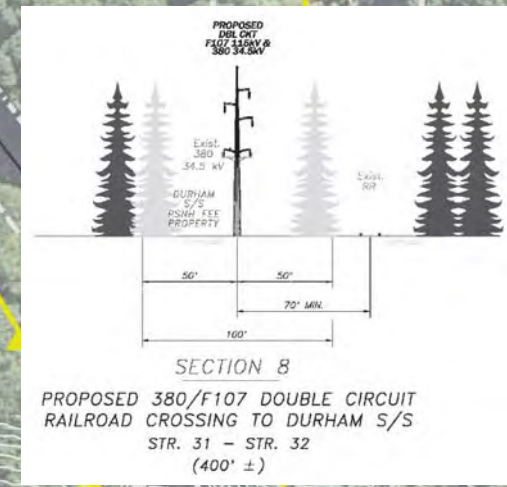 PROPOSED
DBL CKT
F107 115kV &
380 34.5kV
Exist.
380
34.5 kV
DURHAM
S/S
PSNH FEE
PROPERTY
Exist.
RR
50'
50'
70' MIN.
100'
SECTION 8
PROPOSED 380/F107 DOUBLE CIRCUIT
RAILROAD CROSSING TO DURHAM S/S
STR. 31 – STR. 32
(400' ±)